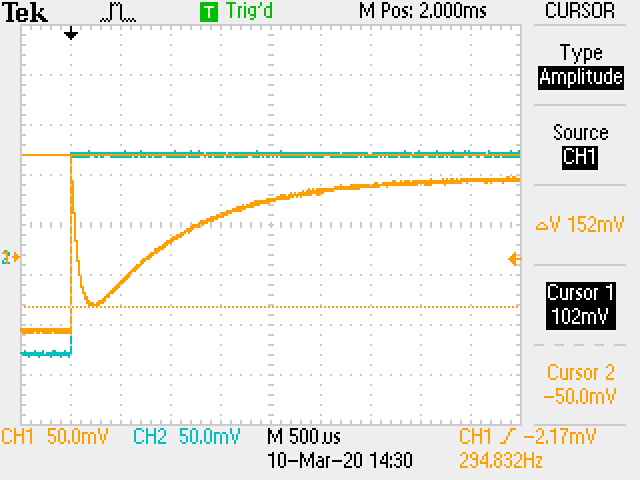 Tek T Trig'd M Pos: 2.000ms CURSOR
Type
Amplitude
Source
CH1
△V 152mV
2
Cursor 1
102mV
Cursor 2
-50.0mV
CH1 50.0mV CH2 50.0mV M 500µs CH1 -2.17mV
10-Mar-20 14:30 294.832Hz